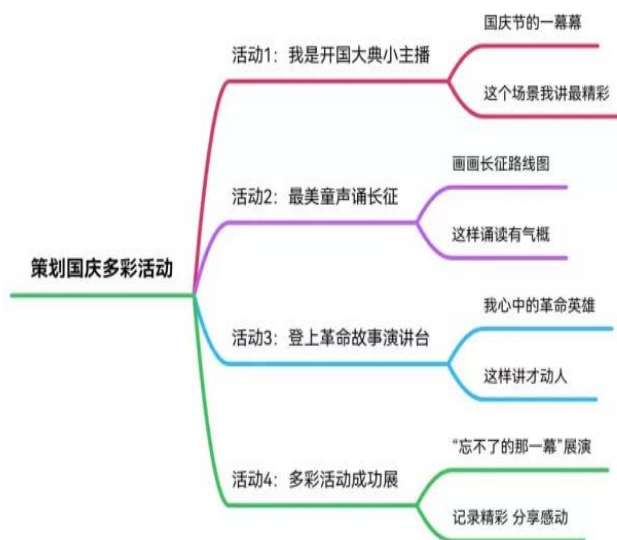 策划国庆多彩活动
活动1：我是开国大典小主播
国庆节的一幕幕
这个场景我讲最精彩
活动2：最美童声诵长征
画画长征路线图
这样诵读有气概
活动3：登上革命故事演讲台
我心中的革命英雄
这样讲才动人
活动4：多彩活动成功展
“忘不了的那一幕”展演
记录精彩 分享感动